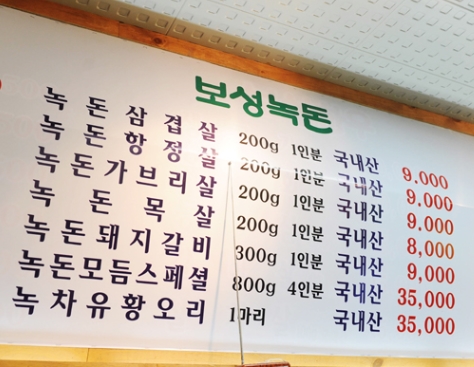 보성녹돈
녹돈삼겹살 200g 1인분 국내산 9.000
녹돈항정살 200g 1인분 국내산 9.000
녹돈가브리살 200g 1인분 국내산 9.000
녹돈목살 200g 1인분 국내산 8,000
녹돈돼지갈비 300g 1인분 국내산 9,000
녹돈모듬스페셜 800g 4인분 국내산 35,000
녹차유황오리 1마리 국내산 35,000